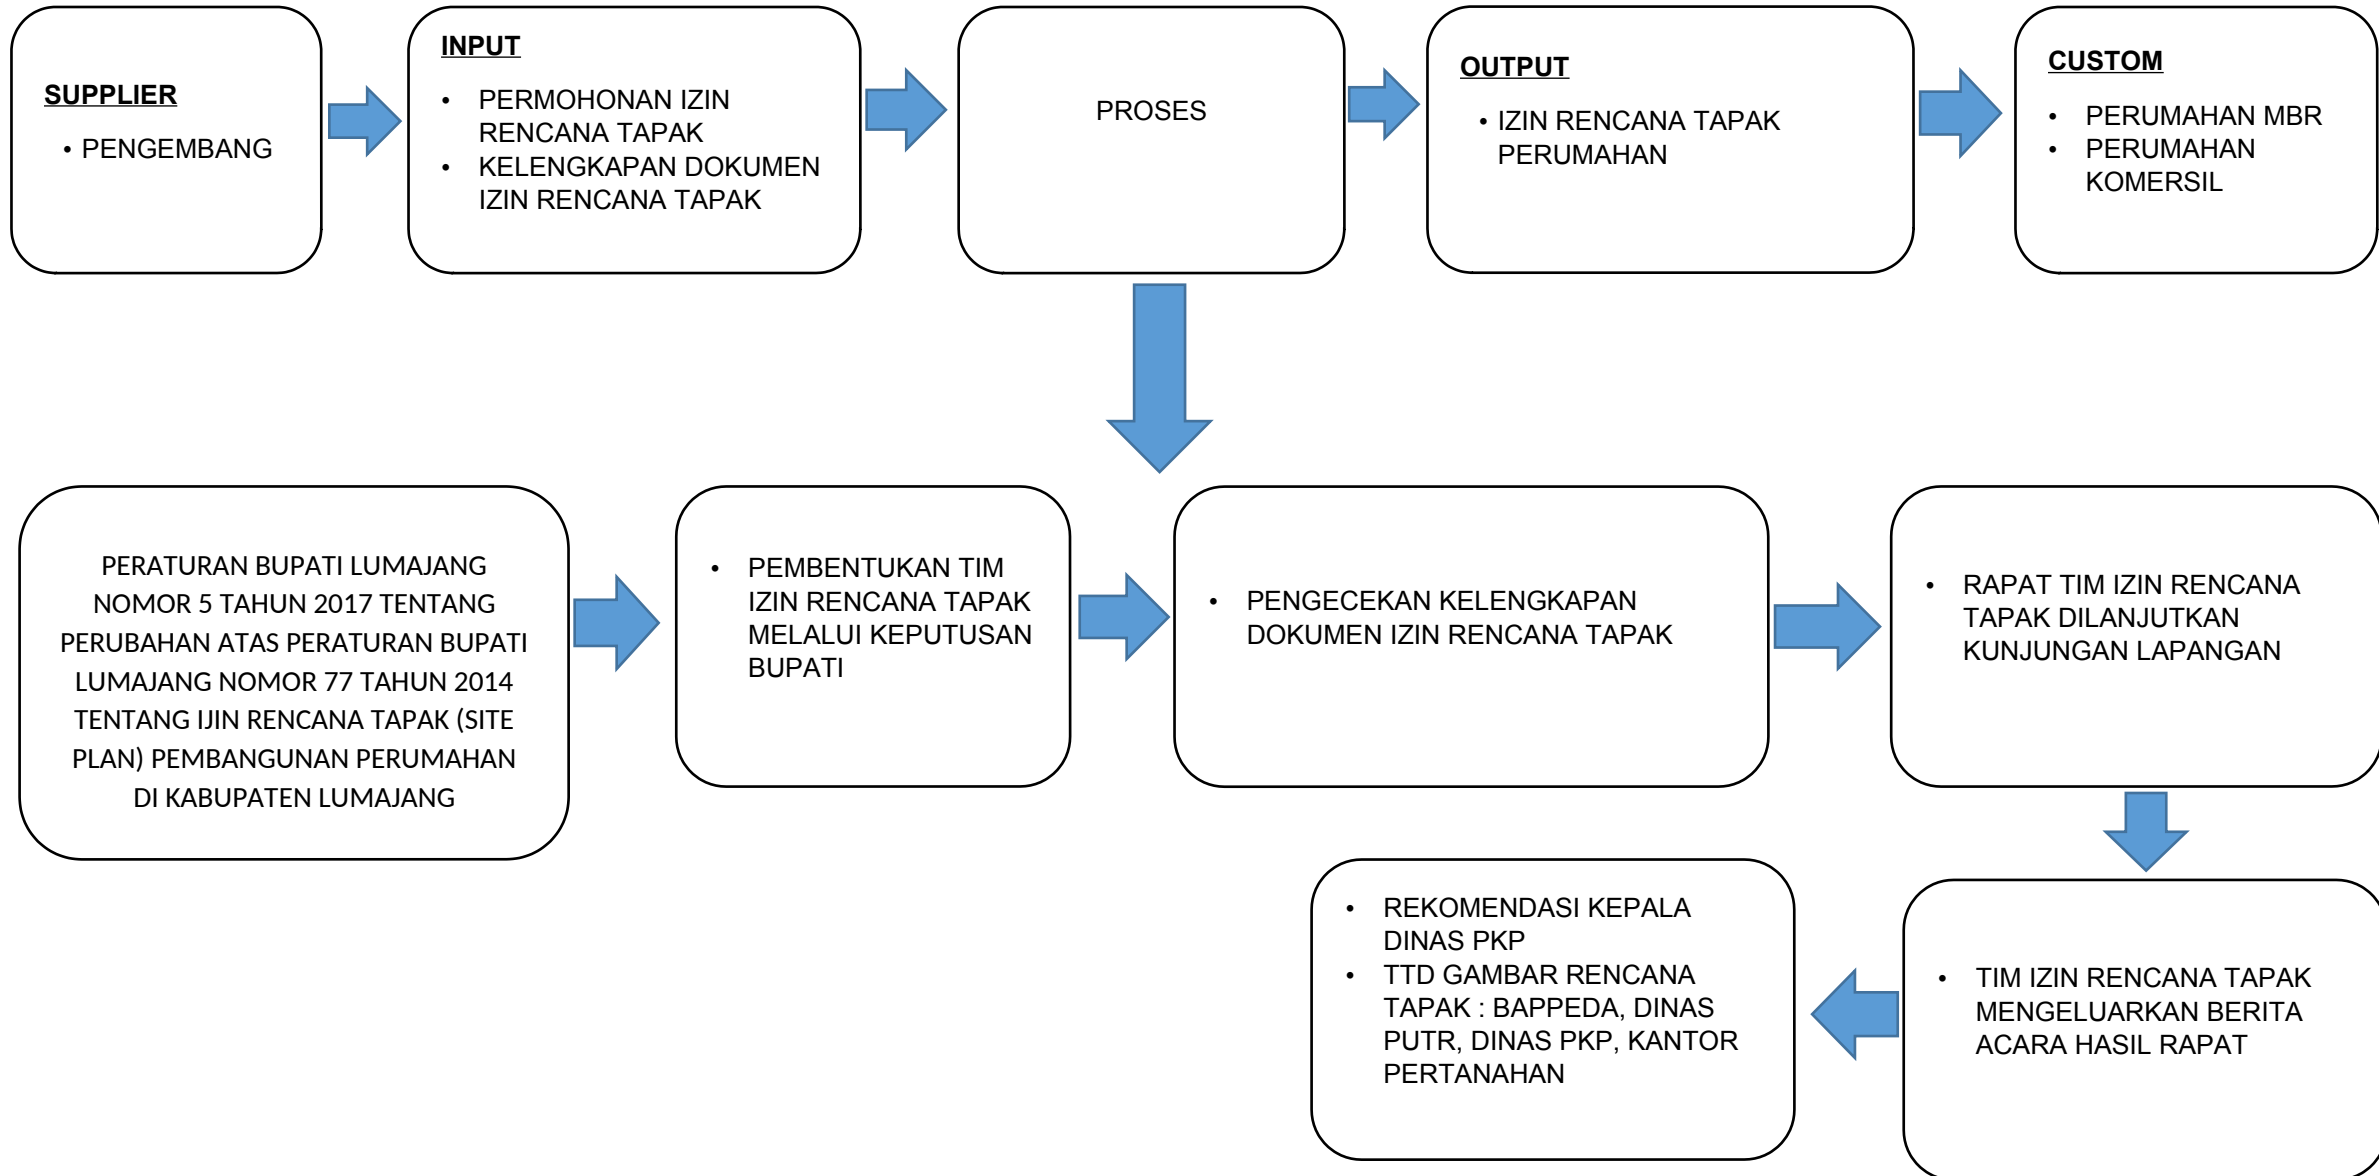 SUPPLIER
• PENGEMBANG
INPUT
• PERMOHONAN IZIN
RENCANA TAPAK
• KELENGKAPAN DOKUMEN
IZIN RENCANA TAPAK
PROSES
OUTPUT
• IZIN RENCANA TAPAK
PERUMAHAN
CUSTOM
• PERUMAHAN MBR
• PERUMAHAN
KOMERSIL
PERATURAN BUPATI LUMAJANG
NOMOR 5 TAHUN 2017 TENTANG
PERUBAHAN ATAS PERATURAN BUPATI
LUMAJANG NOMOR 77 TAHUN 2014
TENTANG IJIN RENCANA TAPAK (SITE
PLAN) PEMBANGUNAN PERUMAHAN
DI KABUPATEN LUMAJANG
• PEMBENTUKAN TIM
IZIN RENCANA TAPAK
MELALUI KEPUTUSAN
BUPATI
• PENGECEKAN KELENGKAPAN
DOKUMEN IZIN RENCANA TAPAK
• RAPAT TIM IZIN RENCANA
TAPAK DILANJUTKAN
KUNJUNGAN LAPANGAN
• TIM IZIN RENCANA TAPAK
MENGELUARKAN BERITA
ACARA HASIL RAPAT
• REKOMENDASI KEPALA
DINAS PKP
• TTD GAMBAR RENCANA
TAPAK : BAPPEDA, DINAS
PUTR, DINAS PKP, KANTOR
PERTANAHAN